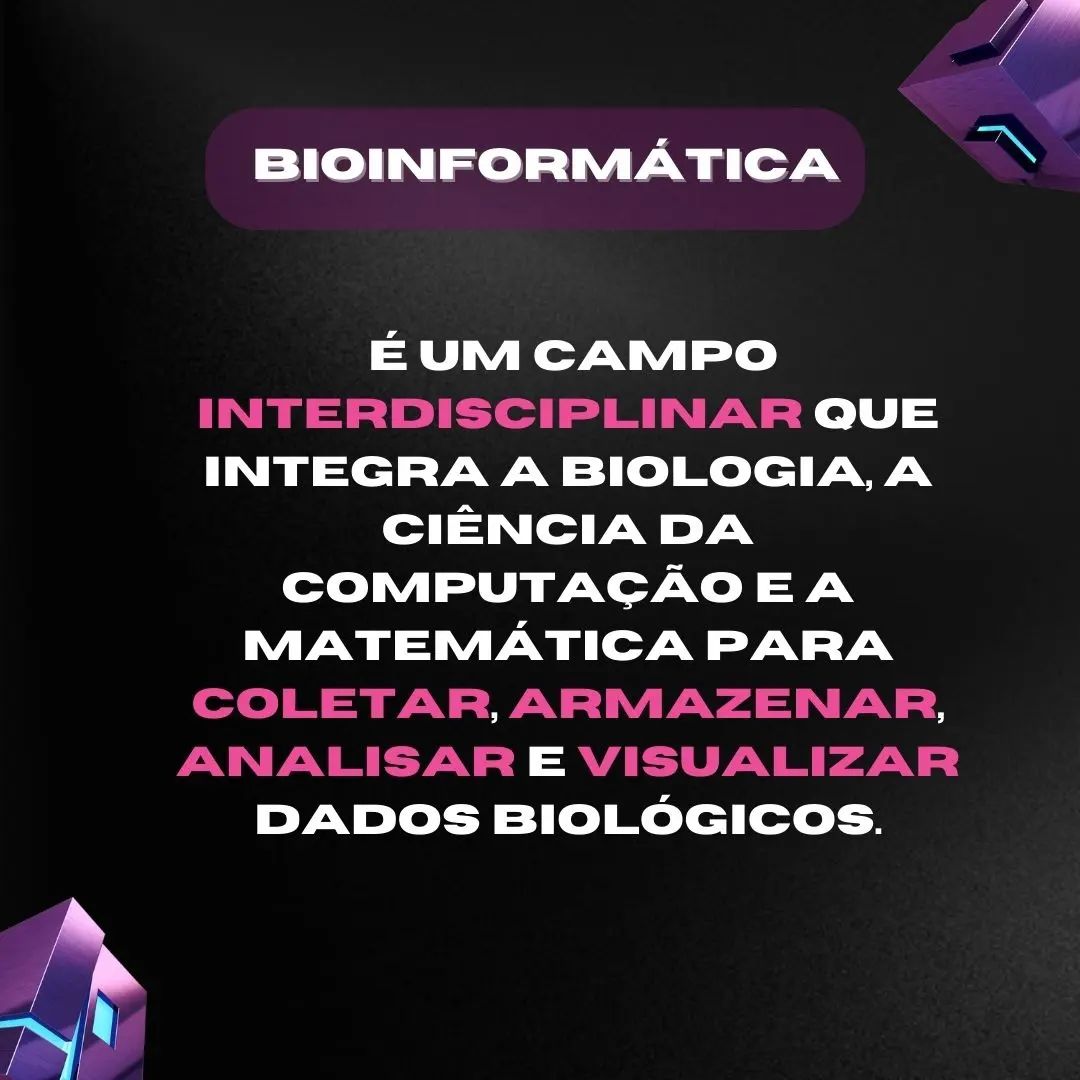 BIOINFORMÁTICA
É UM CAMPO
INTERDISCIPLINAR QUE
INTEGRA A BIOLOGIA, A
CIÊNCIA DA
COMPUTAÇÃO E A
MATEMÁTICA PARA
COLETAR, ARMAZENAR,
ANALISAR E VISUALIZAR
DADOS BIOLÓGICOS.